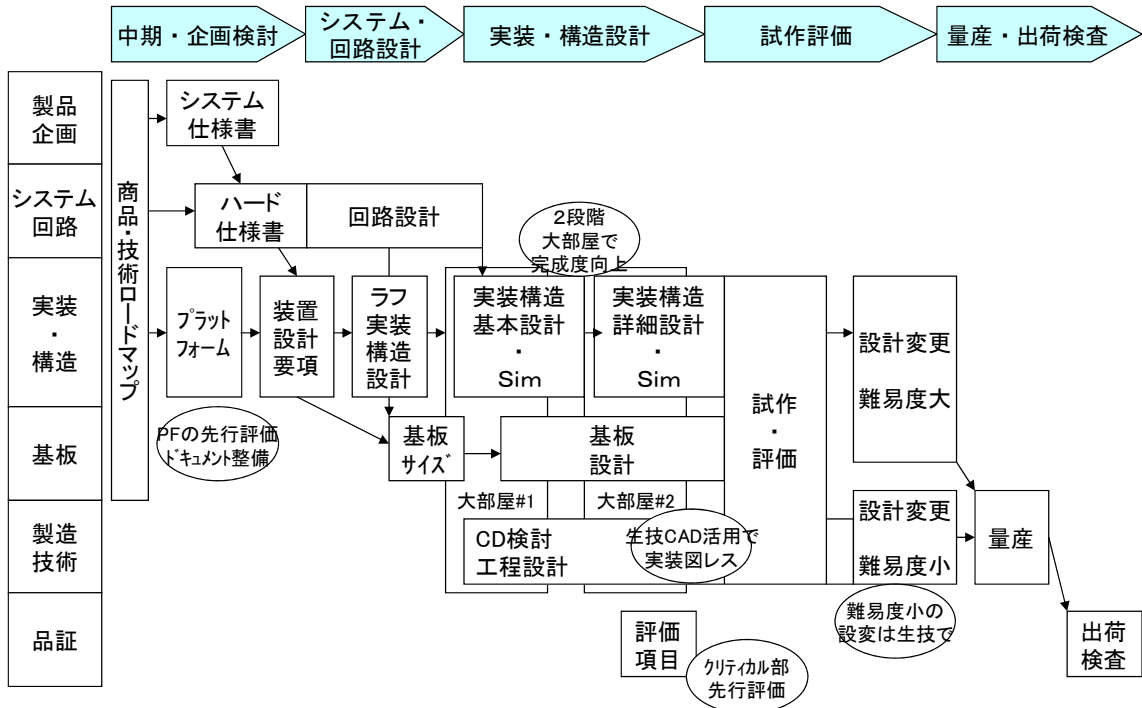 中期・企画検討
システム・
回路設計
実装・構造設計
試作評価
量産・出荷検査
製品
企画
システム
回路
実装
・
構造
基板
製造
技術
品証
商品・技術ロードマップ
システム
仕様書
ハード
仕様書
回路設計
2段階
大部屋で
完成度向上
プラット
フォーム
装置
設計
要項
ラフ
実装
構造
設計
実装構造
基本設計
・
Sim
実装構造
詳細設計
・
Sim
試作
・
評価
設計変更
難易度大
PFの先行評価
ドキュメント整備
基板
サイズ
基板
設計
大部屋#1
大部屋#2
CD検討
工程設計
生技CAD活用で
実装図レス
設計変更
難易度小
量産
難易度小の
設変は生技で
評価
項目
クリティカル部
先行評価
出荷
検査